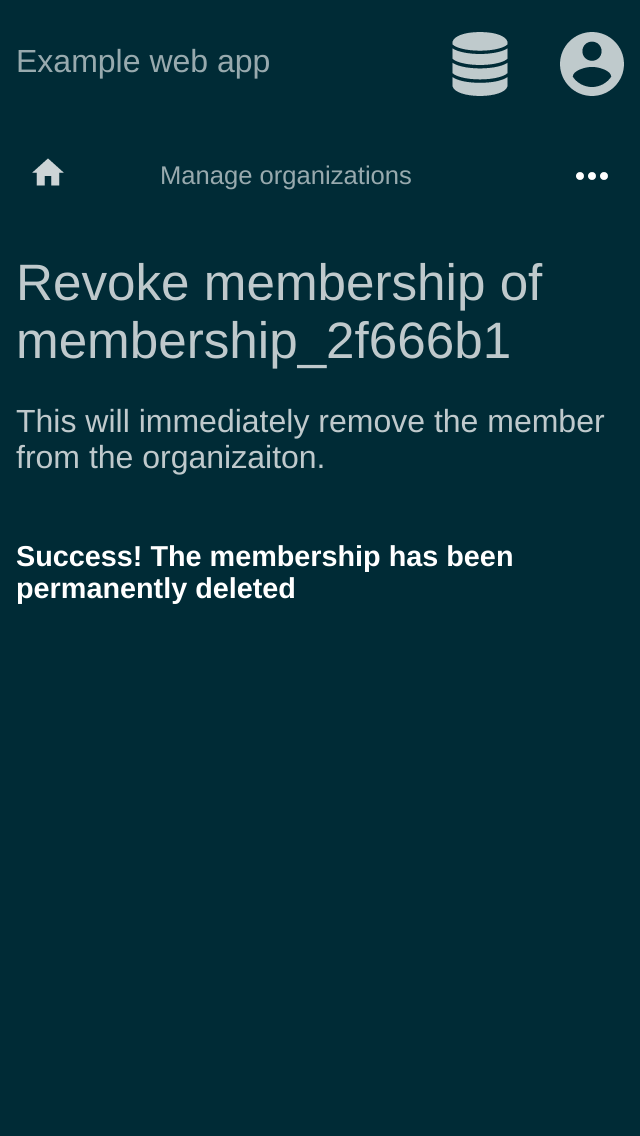 Example web app
Manage organizations
Revoke membership of
membership_2f666b1
This will immediately remove the member
from the organizaiton.
Success! The membership has been
permanently deleted